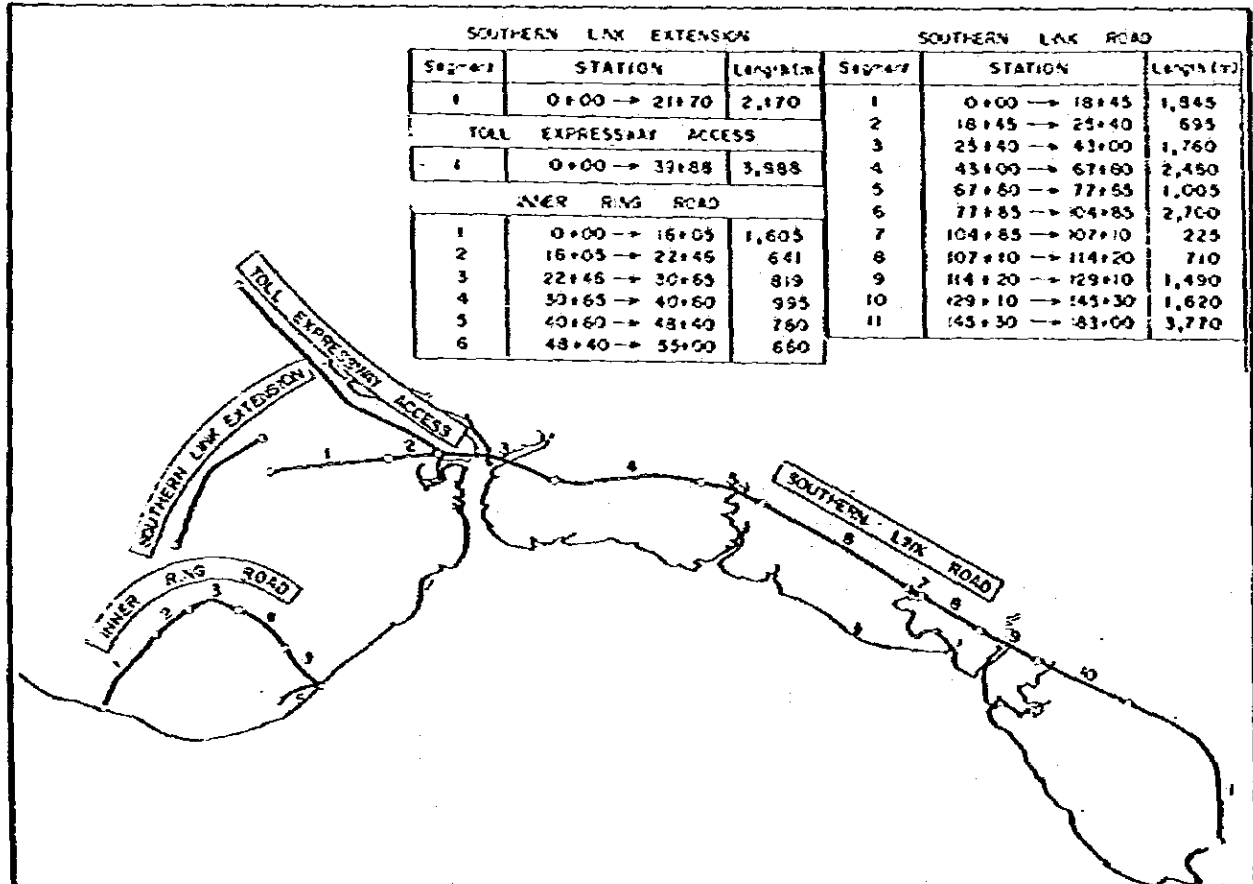 SOUTHERN LINK EXTENSION
Segment STATION Length (m)
1 0+00 → 21+70 2,170
TOLL EXPRESSWAY ACCESS
1 0+00 → 39+88 3,988
INNER RING ROAD
1 0+00 → 16+05 1,605
2 16+05 → 22+46 641
3 22+46 → 30+65 819
4 30+65 → 40+60 995
5 40+60 → 48+40 780
6 48+40 → 55+00 660
SOUTHERN LINK ROAD
Segment STATION Length (m)
1 0+00 → 18+45 1,845
2 18+45 → 25+40 695
3 25+40 → 43+00 1,760
4 43+00 → 67+80 2,480
5 67+80 → 77+85 1,005
6 77+85 → 104+85 2,700
7 104+85 → 107+10 225
8 107+10 → 114+20 710
9 114+20 → 129+10 1,490
10 129+10 → 145+30 1,620
11 145+30 → 183+00 3,770
TOLL EXPRESSWAY ACCESS
SOUTHERN LINK EXTENSION
1 2 3 4 5
SOUTHERN LINK ROAD
6 7 8 9 10
INNER RING ROAD
1 2 3 4 5